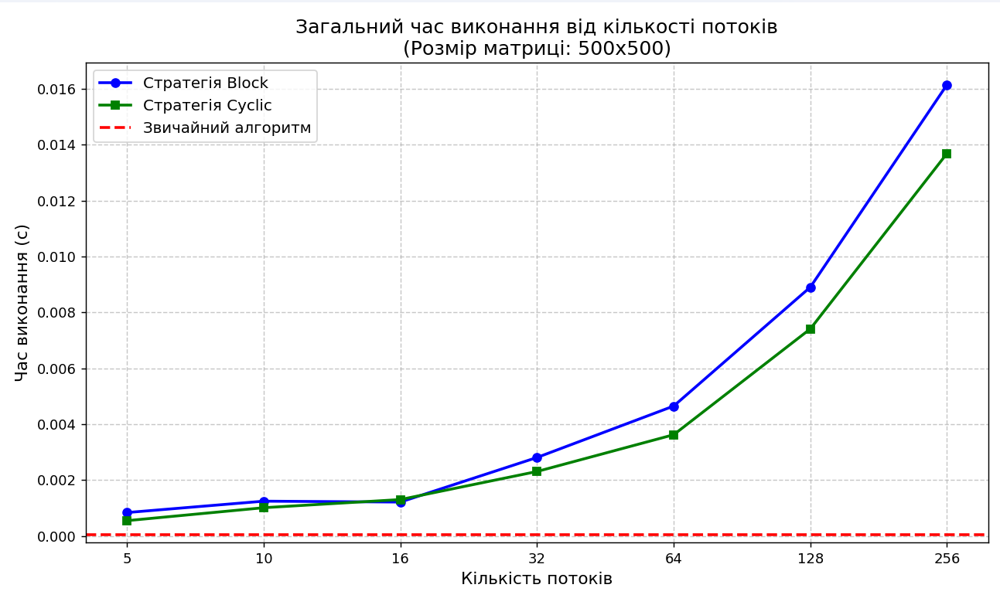 Загальний час виконання від кількості потоків
(Розмір матриці: 500x500)
Стратегія Block
Стратегія Cyclic
Звичайний алгоритм
Час виконання (с)
0.016
0.014
0.012
0.010
0.008
0.006
0.004
0.002
0.000
5 10 16 32 64 128 256
Кількість потоків